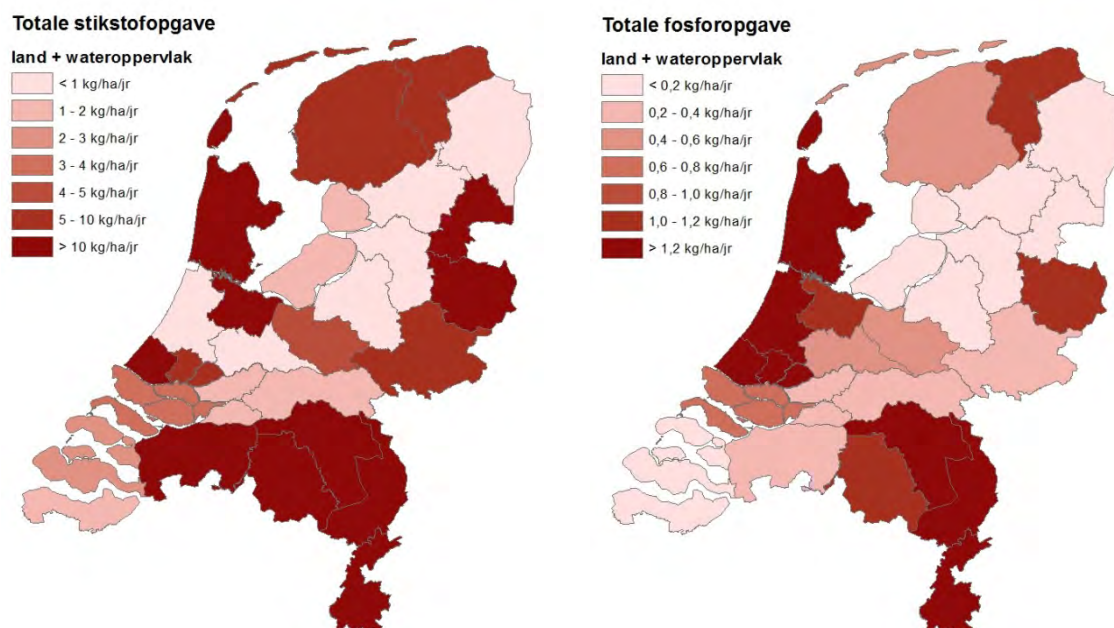 Totale stikstofopgave
land + wateroppervlak
< 1 kg/ha/jr
1 - 2 kg/ha/jr
2 - 3 kg/ha/jr
3 - 4 kg/ha/jr
4 - 5 kg/ha/jr
5 - 10 kg/ha/jr
> 10 kg/ha/jr
Totale fosforopgave
land + wateroppervlak
< 0,2 kg/ha/jr
0,2 - 0,4 kg/ha/jr
0,4 - 0,6 kg/ha/jr
0,6 - 0,8 kg/ha/jr
0,8 - 1,0 kg/ha/jr
1,0 - 1,2 kg/ha/jr
> 1,2 kg/ha/jr